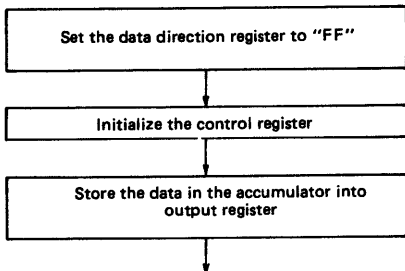 Set the data direction register to “FF”
Initialize the control register
Store the data in the accumulator into
output register